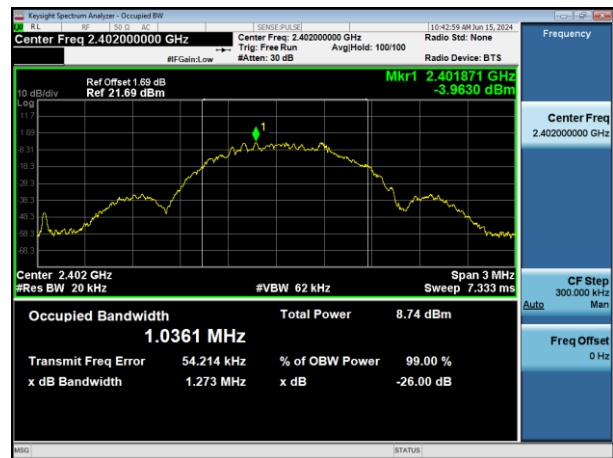 Keysight Spectrum Analyzer - Occupied BW
RL RF 50 Ω AC SENSE:PULSE 10:42:59 AM Jun 15, 2024
Center Freq 2.402000000 GHz Center Freq: 2.402000000 GHz Radio Std: None
Trig: Free Run Avg|Hold: 100/100
#IFGain:Low #Atten: 30 dB Radio Device: BTS
Frequency
Ref Offset 1.69 dB Mkr1 2.401871 GHz
10 dB/div Ref 21.69 dBm -3.9630 dBm
Log
11.7
1.69
-8.31
-18.3
-28.3
-38.3
-48.3
-58.3
-68.3
1
Center Freq
2.402000000 GHz
Center 2.402 GHz Span 3 MHz
#Res BW 20 kHz #VBW 62 kHz Sweep 7.333 ms
CF Step
300.000 kHz
Auto Man
Occupied Bandwidth Total Power 8.74 dBm
1.0361 MHz
Transmit Freq Error 54.214 kHz % of OBW Power 99.00 %
x dB Bandwidth 1.273 MHz x dB -26.00 dB
Freq Offset
0 Hz
MSG STATUS